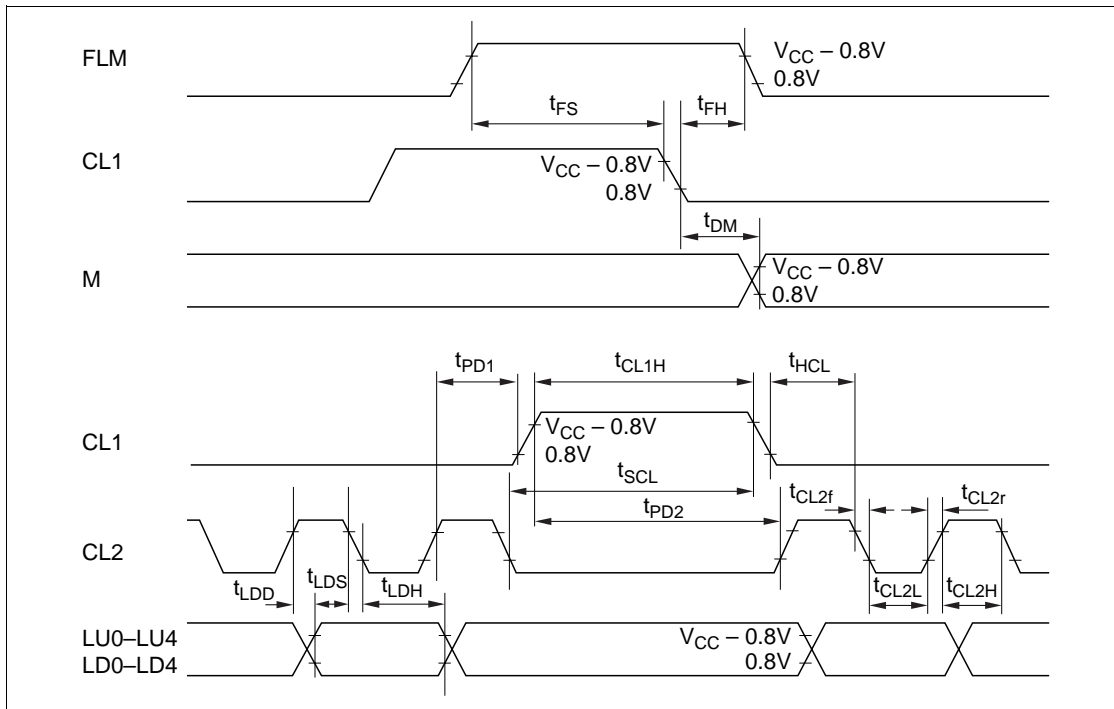 FLM
V_CC – 0.8V
0.8V
t_FS
t_FH
CL1
V_CC – 0.8V
0.8V
t_DM
M
V_CC – 0.8V
0.8V
t_PD1
t_CL1H
t_HCL
CL1
V_CC – 0.8V
0.8V
t_SCL
t_CL2f
t_CL2r
t_PD2
CL2
t_LDD
t_LDS
t_LDH
t_CL2L
t_CL2H
LU0–LU4
V_CC – 0.8V
LD0–LD4
0.8V